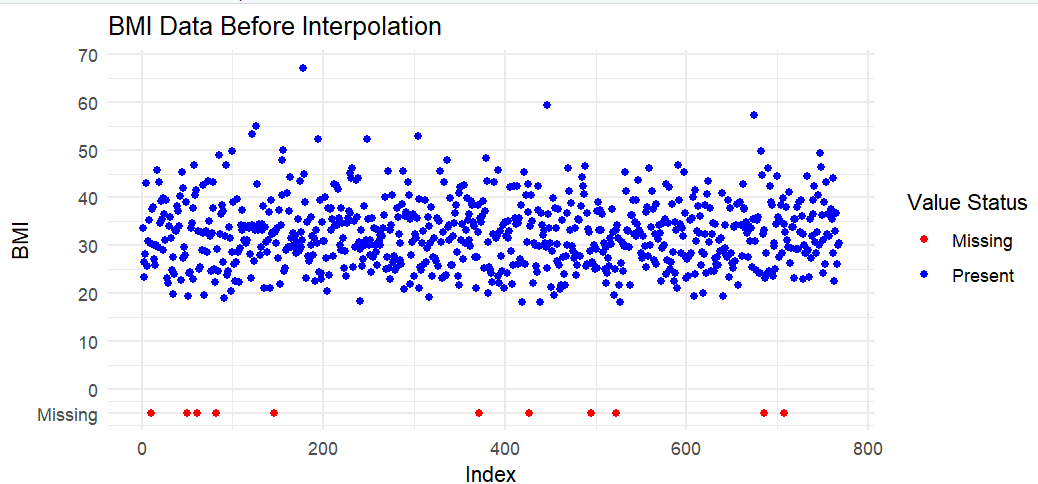 BMI Data Before Interpolation
70
60
50
40
30
20
10
0
Missing
BMI
0 200 400 600 800
Index
Value Status
Missing
Present